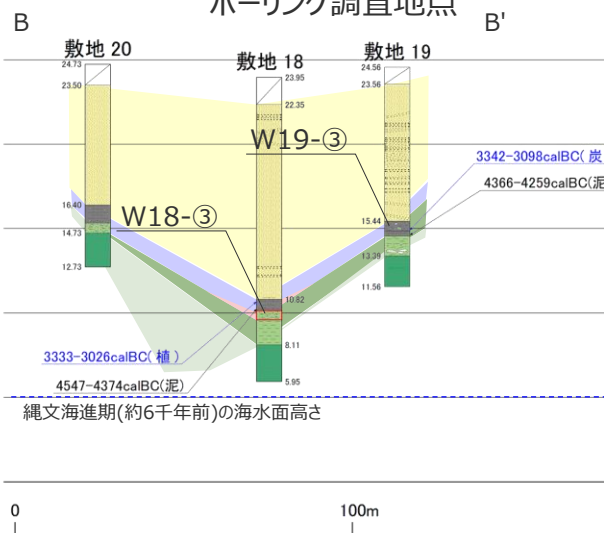 ボーリング調査地点
B
B'
敷地 20
敷地 18
敷地 19
24.73
23.50
16.40
14.73
12.73
23.95
22.35
10.82
8.11
5.95
24.56
23.56
15.44
13.39
11.56
W19-③
W18-③
3342-3098calBC( 炭
4366-4259calBC(泥
3333-3026calBC( 植 )
4547-4374calBC(泥)
縄文海進期(約6千年前)の海水面高さ
0
100m